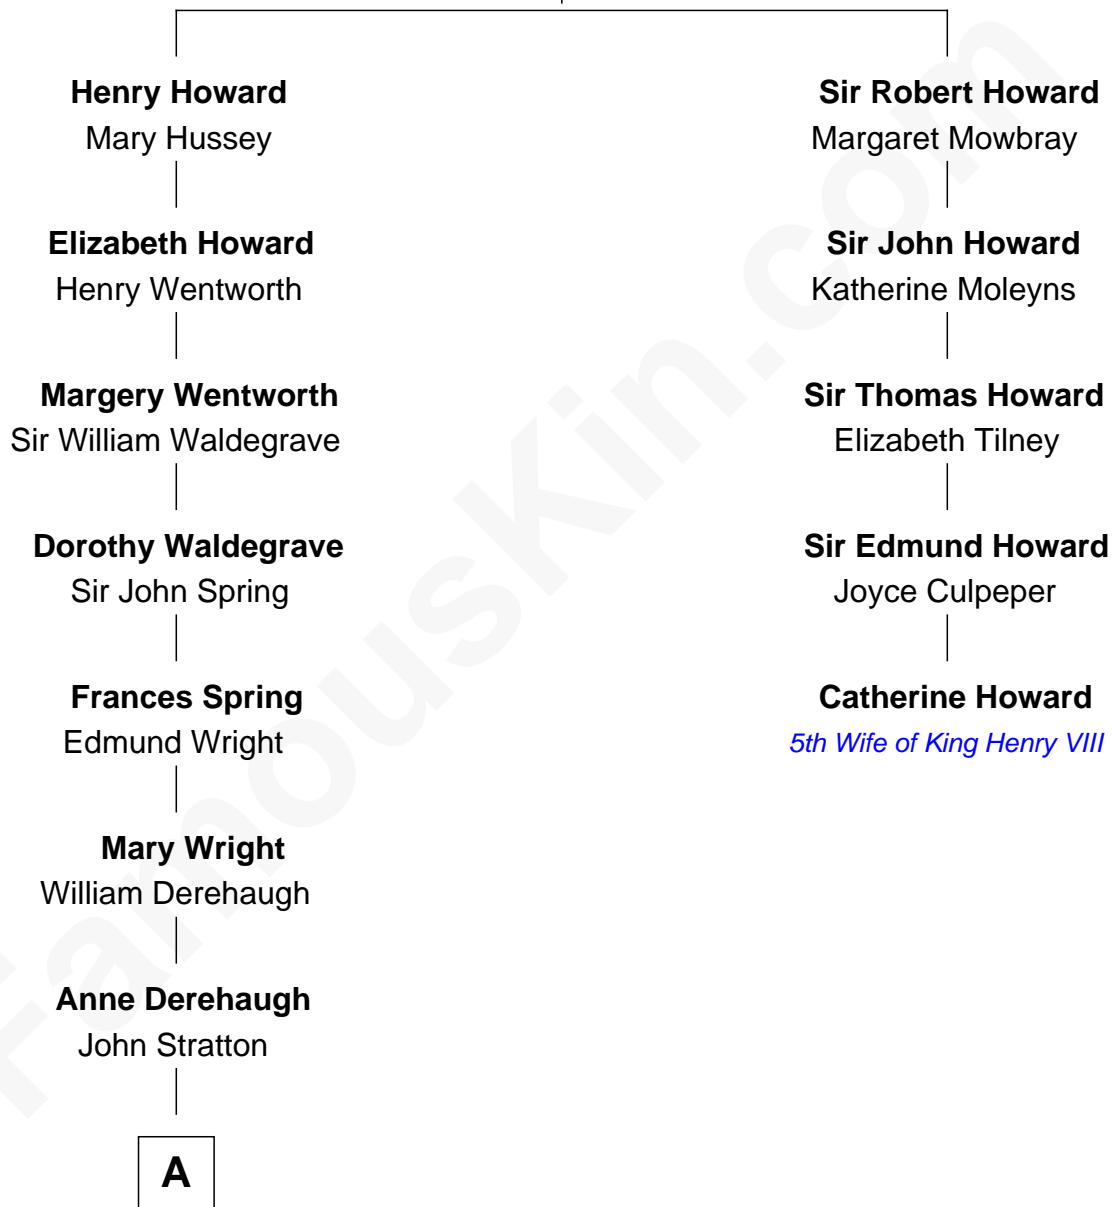 Henry Howard
Mary Hussey
Elizabeth Howard
Henry Wentworth
Margery Wentworth
Sir William Waldegrave
Dorothy Waldegrave
Sir John Spring
Frances Spring
Edmund Wright
Mary Wright
William Derehaugh
Anne Derehaugh
John Stratton
A
Sir Robert Howard
Margaret Mowbray
Sir John Howard
Katherine Moleyns
Sir Thomas Howard
Elizabeth Tilney
Sir Edmund Howard
Joyce Culpeper
Catherine Howard
5th Wife of King Henry VIII
FamousKin.com